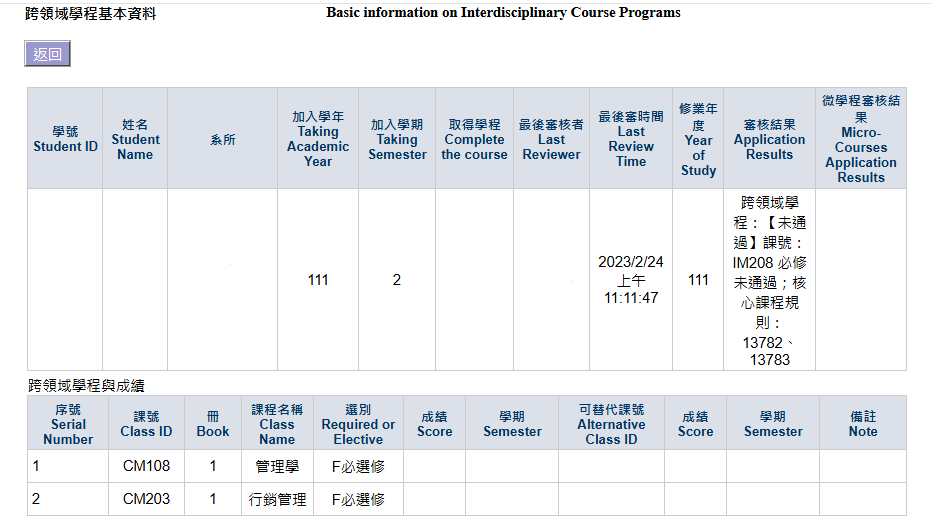 跨領域學程基本資料
Basic information on Interdisciplinary Course Programs
返回
學號
Student ID
姓名
Student
Name
系所
加入學年
Taking
Academic
Year
加入學期
Taking
Semester
取得學程
Complete
the course
最後審核者
Last
Reviewer
最後審時間
Last
Review
Time
修業年
度
Year
of
Study
審核結果
Application
Results
微學程審核結
果
Micro-
Courses
Application
Results
111
2
2023/2/24
上午
11:11:47
111
跨領域學
程：【未通
過】課號：
IM208 必修
未通過；核
心課程規
則：
13782、
13783
跨領域學程與成績
序號
Serial
Number
課號
Class ID
冊
Book
課程名稱
Class
Name
選別
Required or
Elective
成績
Score
學期
Semester
可替代課號
Alternative
Class ID
成績
Score
學期
Semester
備註
Note
1 CM108 1 管理學 F必選修
2 CM203 1 行銷管理 F必選修